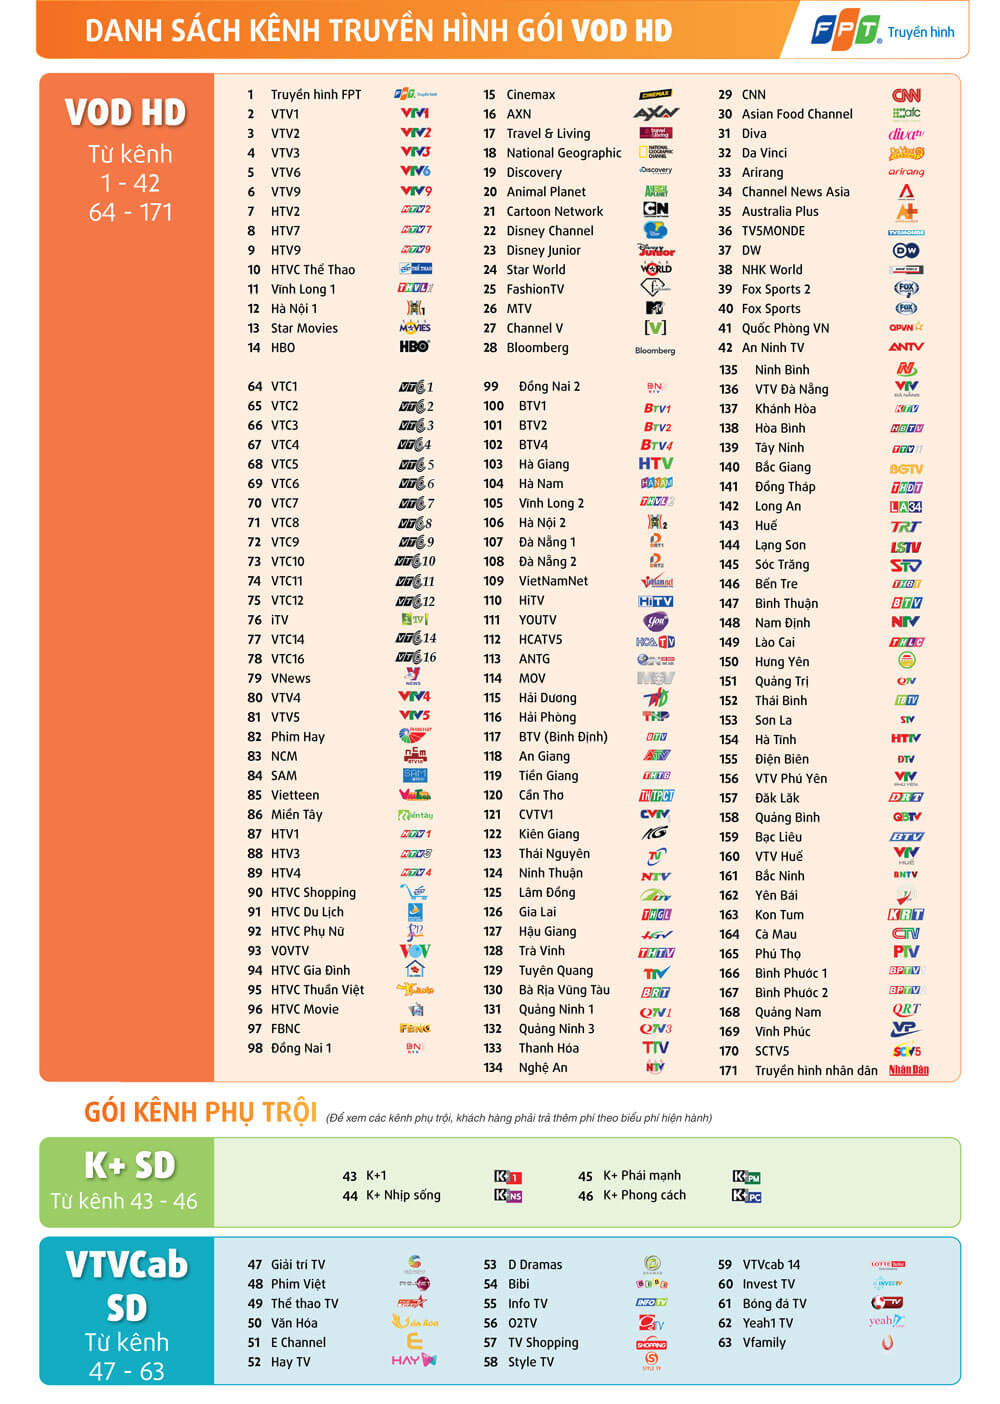 DANH SÁCH KÊNH TRUYỀN HÌNH GÓI VOD HD
FPT Truyền hình
VOD HD
Từ kênh
1 - 42
64 - 171
1 Truyền hình FPT
2 VTV1
3 VTV2
4 VTV3
5 VTV6
6 VTV9
7 HTV2
8 HTV7
9 HTV9
10 HTVC Thể Thao
11 Vĩnh Long 1
12 Hà Nội 1
13 Star Movies
14 HBO
15 Cinemax
16 AXN
17 Travel & Living
18 National Geographic
19 Discovery
20 Animal Planet
21 Cartoon Network
22 Disney Channel
23 Disney Junior
24 Star World
25 FashionTV
26 MTV
27 Channel V
28 Bloomberg
29 CNN
30 Asian Food Channel
31 Diva
32 Da Vinci
33 Arirang
34 Channel News Asia
35 Australia Plus
36 TV5MONDE
37 DW
38 NHK World
39 Fox Sports 2
40 Fox Sports
41 Quốc Phòng VN
42 An Ninh TV
64 VTC1
65 VTC2
66 VTC3
67 VTC4
68 VTC5
69 VTC6
70 VTC7
71 VTC8
72 VTC9
73 VTC10
74 VTC11
75 VTC12
76 iTV
77 VTC14
78 VTC16
79 VNews
80 VTV4
81 VTV5
82 Phim Hay
83 NCM
84 SAM
85 Vietteen
86 Miền Tây
87 HTV1
88 HTV3
89 HTV4
90 HTVC Shopping
91 HTVC Du Lịch
92 HTVC Phụ Nữ
93 VOVTV
94 HTVC Gia Đình
95 HTVC Thuần Việt
96 HTVC Movie
97 FBNC
98 Đồng Nai 1
99 Đồng Nai 2
100 BTV1
101 BTV2
102 BTV4
103 Hà Giang
104 Hà Nam
105 Vĩnh Long 2
106 Hà Nội 2
107 Đà Nẵng 1
108 Đà Nẵng 2
109 VietNamNet
110 HiTV
111 YOUTV
112 HCATV5
113 ANTG
114 MOV
115 Hải Dương
116 Hải Phòng
117 BTV (Bình Định)
118 An Giang
119 Tiền Giang
120 Cần Thơ
121 CVTV1
122 Kiên Giang
123 Thái Nguyên
124 Ninh Thuận
125 Lâm Đồng
126 Gia Lai
127 Hậu Giang
128 Trà Vinh
129 Tuyên Quang
130 Bà Rịa Vũng Tàu
131 Quảng Ninh 1
132 Quảng Ninh 3
133 Thanh Hóa
134 Nghệ An
135 Ninh Bình
136 VTV Đà Nẵng
137 Khánh Hòa
138 Hòa Bình
139 Tây Ninh
140 Bắc Giang
141 Đồng Tháp
142 Long An
143 Huế
144 Lạng Sơn
145 Sóc Trăng
146 Bến Tre
147 Bình Thuận
148 Nam Định
149 Lào Cai
150 Hưng Yên
151 Quảng Trị
152 Thái Bình
153 Sơn La
154 Hà Tĩnh
155 Điện Biên
156 VTV Phú Yên
157 Đăk Lăk
158 Quảng Bình
159 Bạc Liêu
160 VTV Huế
161 Bắc Ninh
162 Yên Bái
163 Kon Tum
164 Cà Mau
165 Phú Thọ
166 Bình Phước 1
167 Bình Phước 2
168 Quảng Nam
169 Vĩnh Phúc
170 SCTV5
171 Truyền hình nhân dân
GÓI KÊNH PHỤ TRỘI (Để xem các kênh phụ trội, khách hàng phải trả thêm phí theo biểu phí hiện hành)
K+ SD
Từ kênh 43 - 46
43 K+1
44 K+ Nhịp sống
45 K+ Phái mạnh
46 K+ Phong cách
VTVCab
SD
Từ kênh
47 - 63
47 Giải trí TV
48 Phim Việt
49 Thể thao TV
50 Văn Hóa
51 E Channel
52 Hay TV
53 D Dramas
54 Bibi
55 Info TV
56 O2TV
57 TV Shopping
58 Style TV
59 VTVcab 14
60 Invest TV
61 Bóng đá TV
62 Yeah1 TV
63 Vfamily